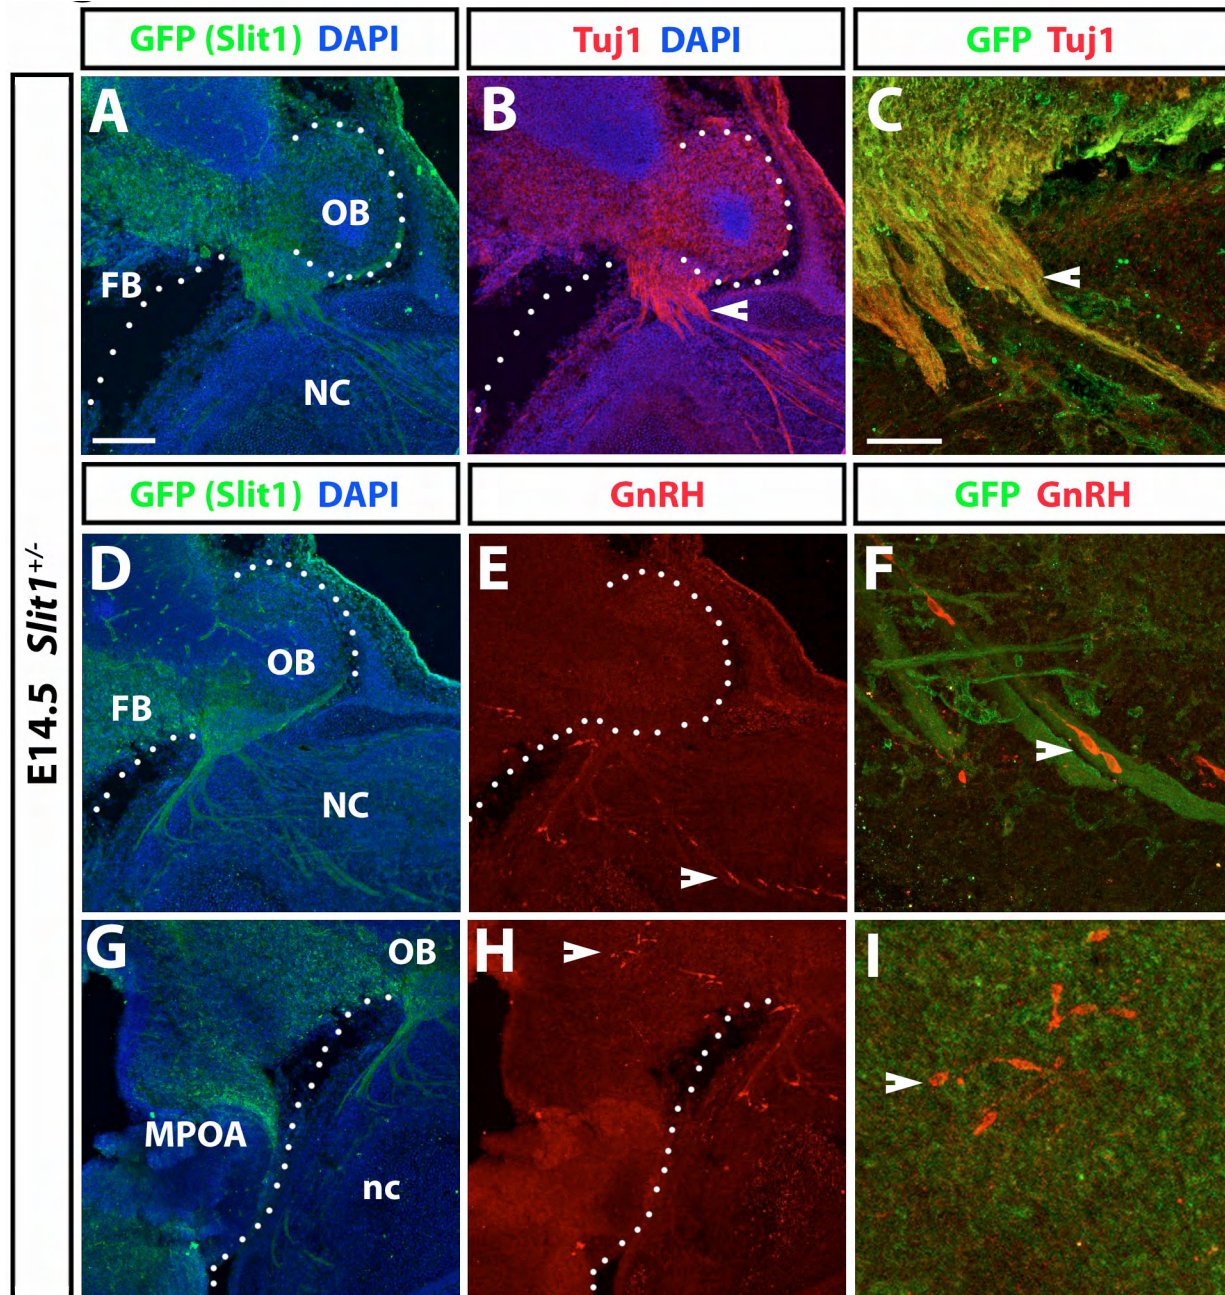 GFP (Slit1) DAPI
Tuj1 DAPI
GFP Tuj1
E14.5 Slit1+/-
A
OB
FB
NC
B
C
GFP (Slit1) DAPI
GnRH
GFP GnRH
D
OB
FB
NC
E
F
G
OB
MPOA
nc
H
I